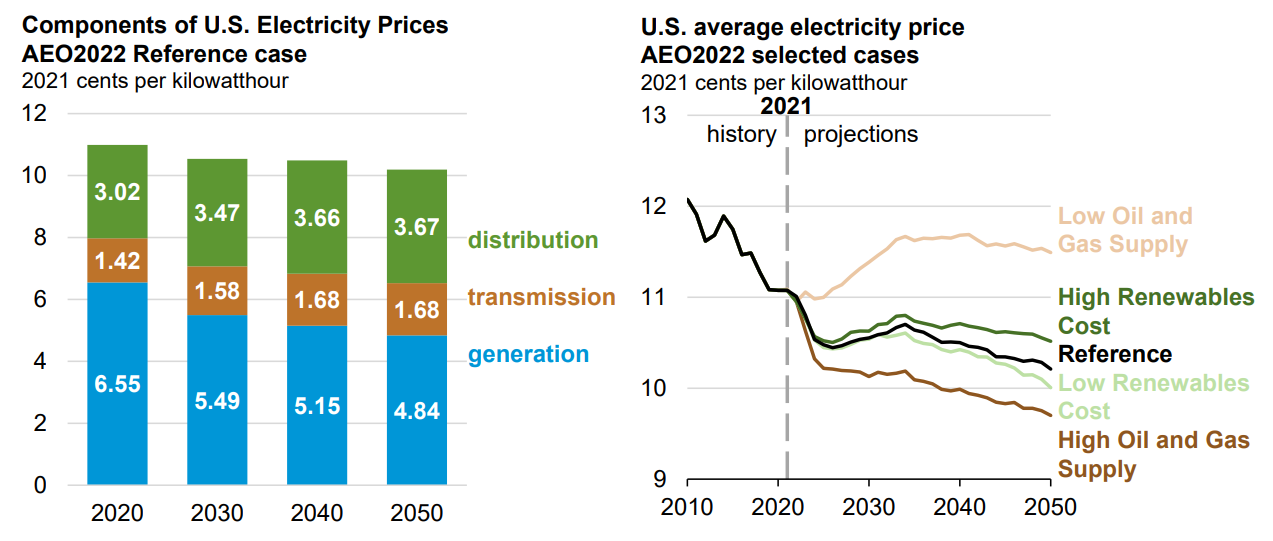 Components of U.S. Electricity Prices
AEO2022 Reference case
2021 cents per kilowatthour
12
10
8
6
4
2
0
3.02
3.47
3.66
3.67
1.42
1.58
1.68
1.68
6.55
5.49
5.15
4.84
distribution
transmission
generation
2020
2030
2040
2050
U.S. average electricity price
AEO2022 selected cases
2021 cents per kilowatthour
2021
history
projections
13
12
11
10
9
Low Oil and
Gas Supply
High Renewables
Cost
Reference
Low Renewables
Cost
High Oil and Gas
Supply
2010
2020
2030
2040
2050